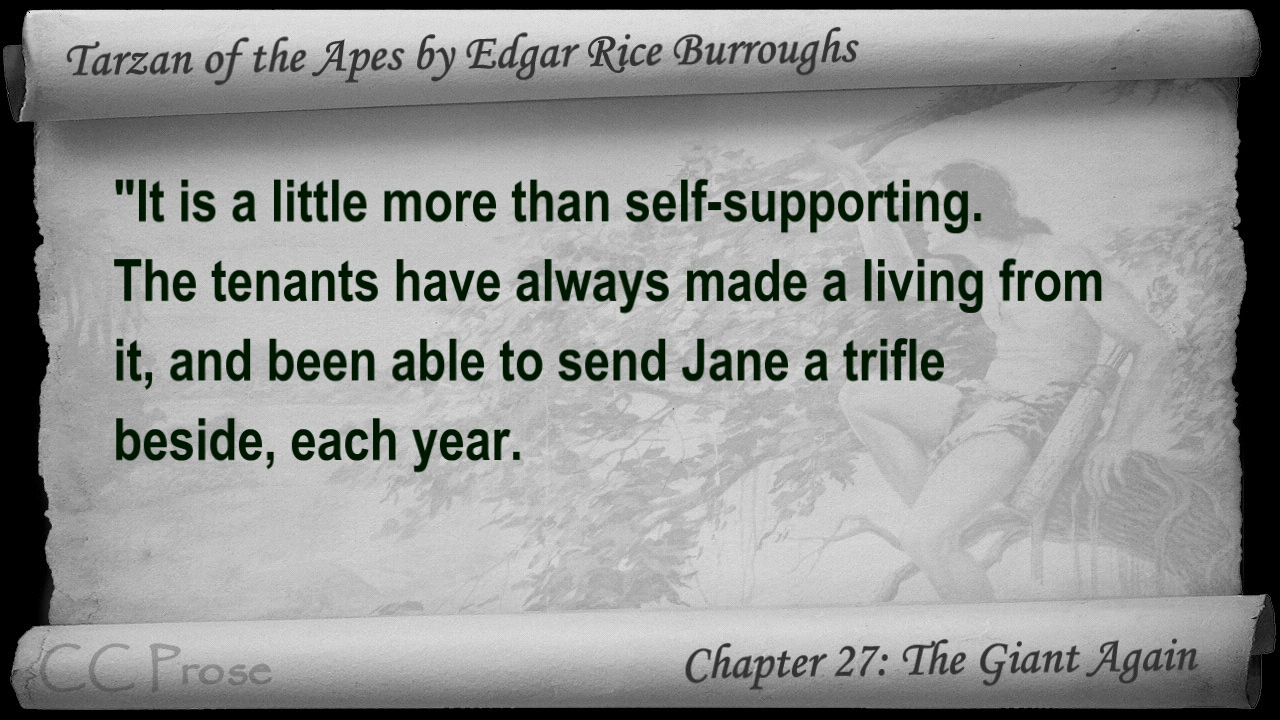 Tarzan of the Apes by Edgar Rice Burroughs
"It is a little more than self-supporting.
The tenants have always made a living from
it, and been able to send Jane a trifle
beside, each year.
CC Prose
Chapter 27: The Giant Again